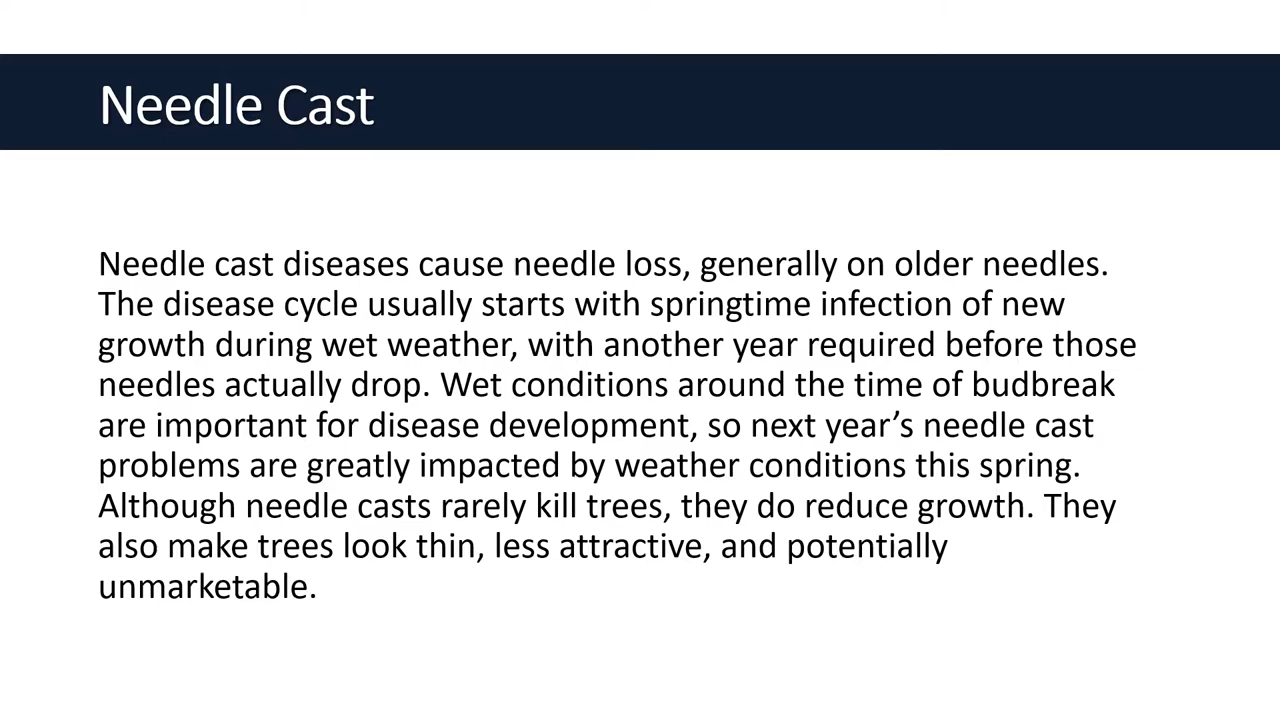 Needle Cast
Needle cast diseases cause needle loss, generally on older needles.
The disease cycle usually starts with springtime infection of new
growth during wet weather, with another year required before those
needles actually drop. Wet conditions around the time of budbreak
are important for disease development, so next year’s needle cast
problems are greatly impacted by weather conditions this spring.
Although needle casts rarely kill trees, they do reduce growth. They
also make trees look thin, less attractive, and potentially
unmarketable.